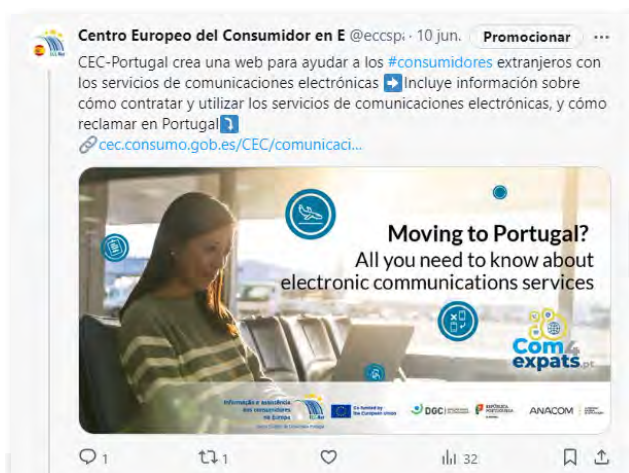 Centro Europeo del Consumidor en E @eccsp · 10 jun. Promocionar ...
CEC-Portugal crea una web para ayudar a los #consumidores extranjeros con
los servicios de comunicaciones electrónicas ➡️Incluye información sobre
cómo contratar y utilizar los servicios de comunicaciones electrónicas, y cómo
reclamar en Portugal⤵️
🔗cec.consumo.gob.es/CEC/comunicaci...
Moving to Portugal?
All you need to know about
electronic communications services
Com4
expats.pt
Informação e assistência
aos consumidores
na Europa
Co-funded by
the European Union
DGC
REPÚBLICA
PORTUGUESA
ANACOM
1
1
32